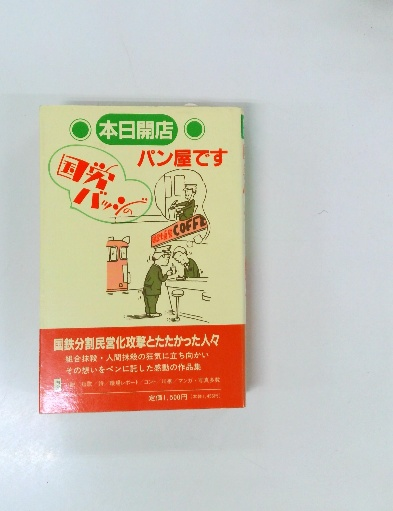 本日開店
パン屋です
国労
バッジの
COFFE
国鉄分割民営化攻撃とたたかった人々
組合抹殺・人間抹殺の狂気に立ち向かい
その想いをペンに託した感動の作品集
定価1,500円